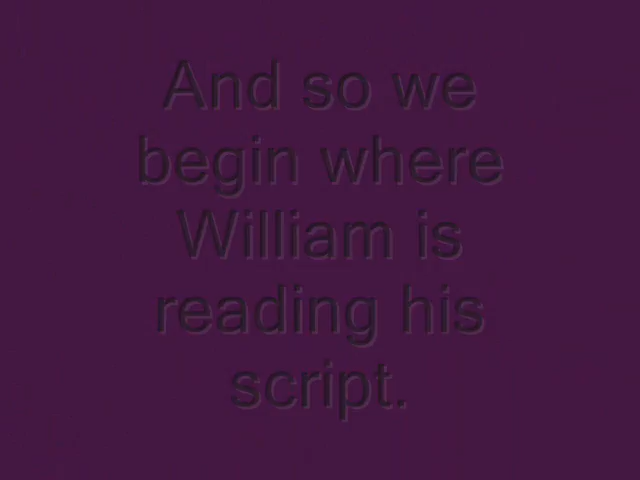 And so we
begin where
William is
reading his
script.